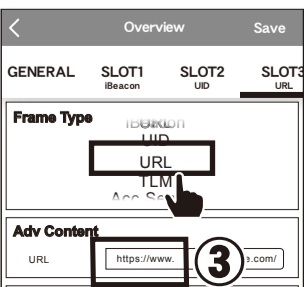 Overview Save
GENERAL SLOT1 SLOT2 SLOT3
iBeacon UID URL
Frame Type
UID
URL
TLM
Adv Content
URL https://www. e.com/
③